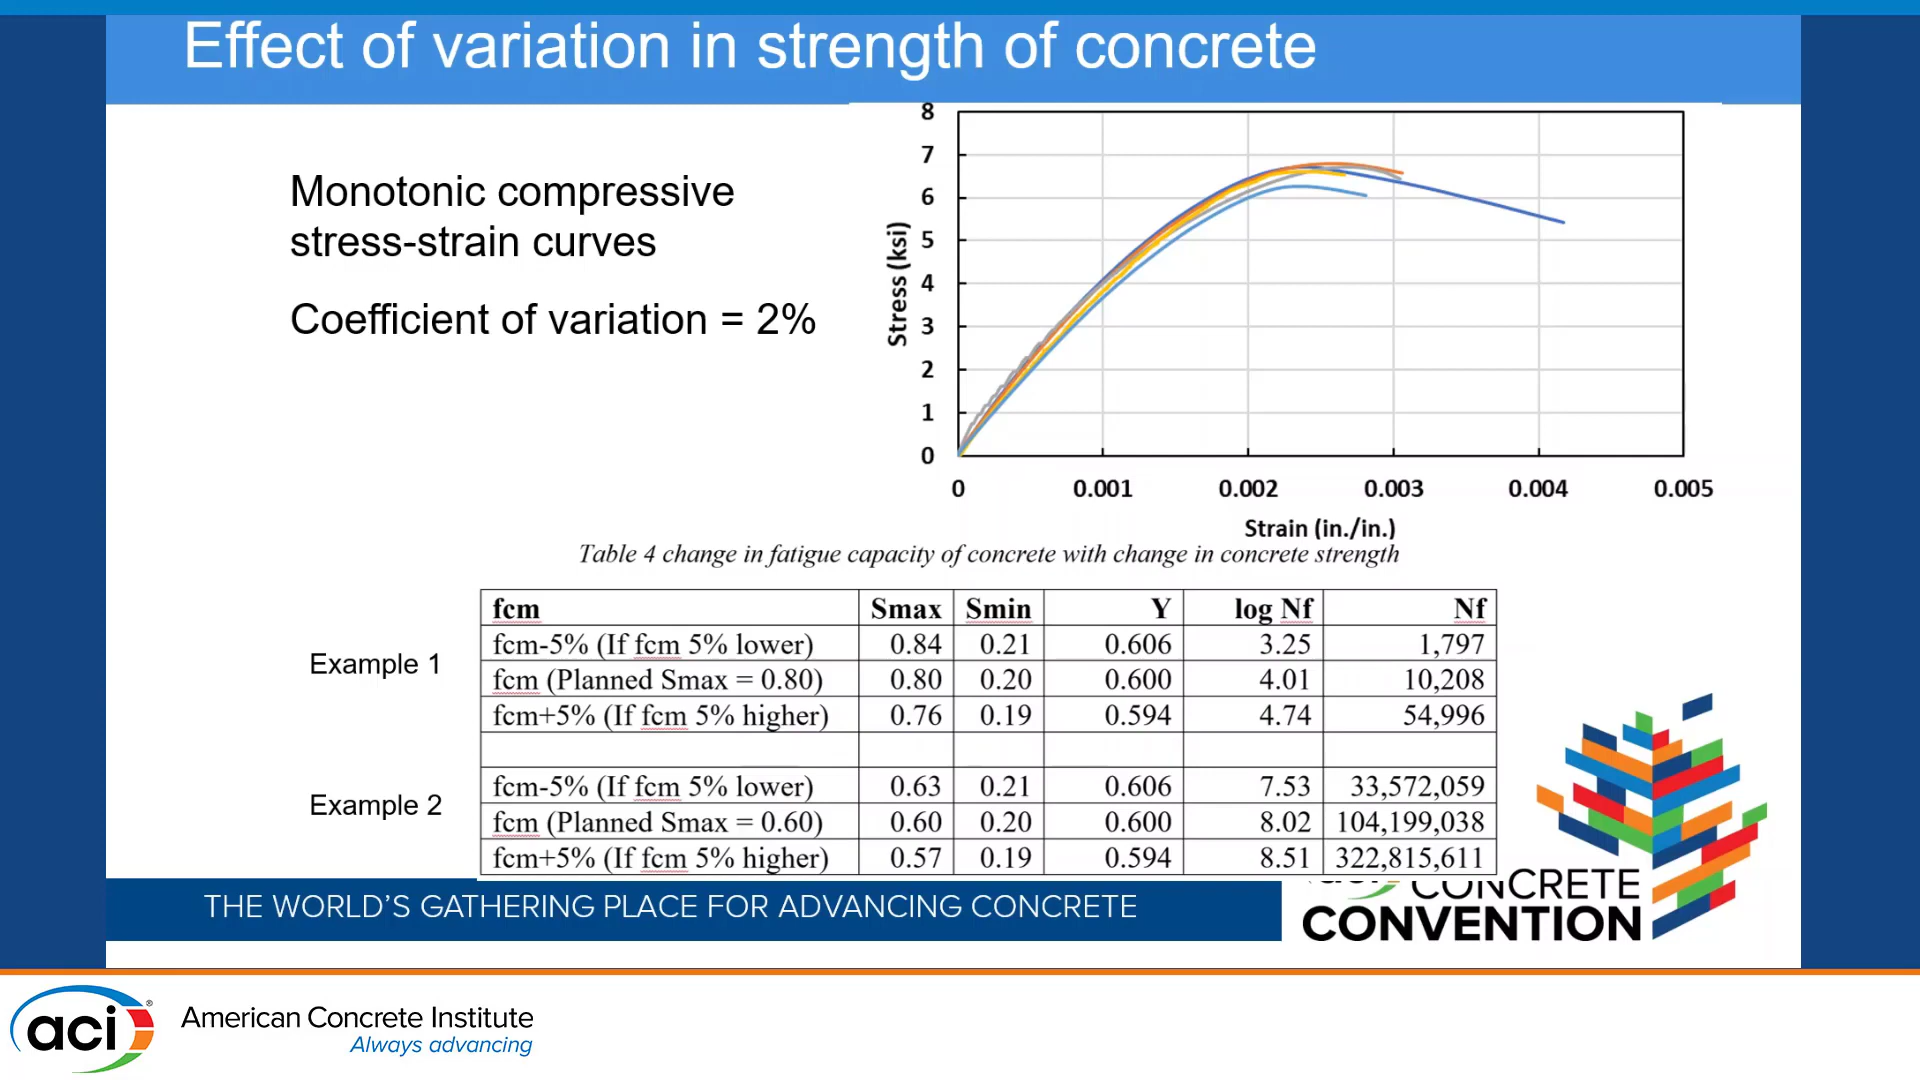 Effect of variation in strength of concrete
Monotonic compressive
stress-strain curves
Coefficient of variation = 2%
8
7
6
5
4
3
2
1
0
Stress (ksi)
0 0.001 0.002 0.003 0.004 0.005
Strain (in./in.)
Table 4 change in fatigue capacity of concrete with change in concrete strength
fcm Smax Smin Y log Nf Nf
fcm-5% (If fcm 5% lower) 0.84 0.21 0.606 3.25 1,797
Example 1
fcm (Planned Smax = 0.80) 0.80 0.20 0.600 4.01 10,208
fcm+5% (If fcm 5% higher) 0.76 0.19 0.594 4.74 54,996
fcm-5% (If fcm 5% lower) 0.63 0.21 0.606 7.53 33,572,059
Example 2
fcm (Planned Smax = 0.60) 0.60 0.20 0.600 8.02 104,199,038
fcm+5% (If fcm 5% higher) 0.57 0.19 0.594 8.51 322,815,611
THE WORLD'S GATHERING PLACE FOR ADVANCING CONCRETE
CONCRETE
CONVENTION
aci®
American Concrete Institute
Always advancing